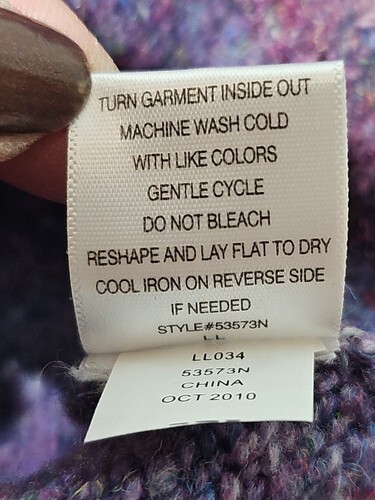 TURN GARMENT INSIDE OUT
MACHINE WASH COLD
WITH LIKE COLORS
GENTLE CYCLE
DO NOT BLEACH
RESHAPE AND LAY FLAT TO DRY
COOL IRON ON REVERSE SIDE
IF NEEDED
STYLE#53573N
LL
LL034
53573N
CHINA
OCT 2010